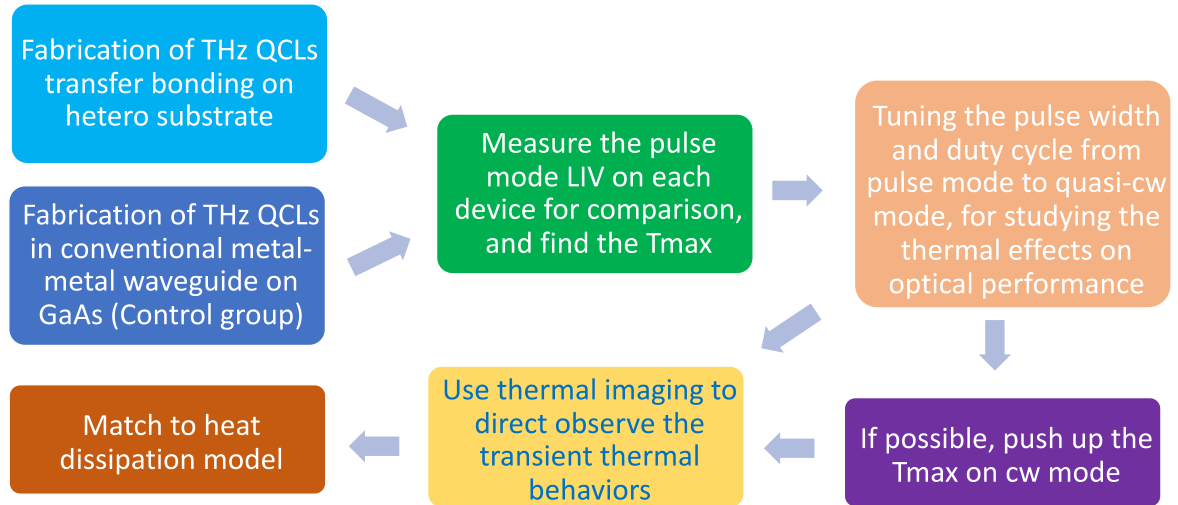 Fabrication of THz QCLs
transfer bonding on
hetero substrate
Fabrication of THz QCLs
in conventional metal-
metal waveguide on
GaAs (Control group)
Measure the pulse
mode LIV on each
device for comparison,
and find the Tmax
Tuning the pulse width
and duty cycle from
pulse mode to quasi-cw
mode, for studying the
thermal effects on
optical performance
If possible, push up the
Tmax on cw mode
Use thermal imaging to
direct observe the
transient thermal
behaviors
Match to heat
dissipation model